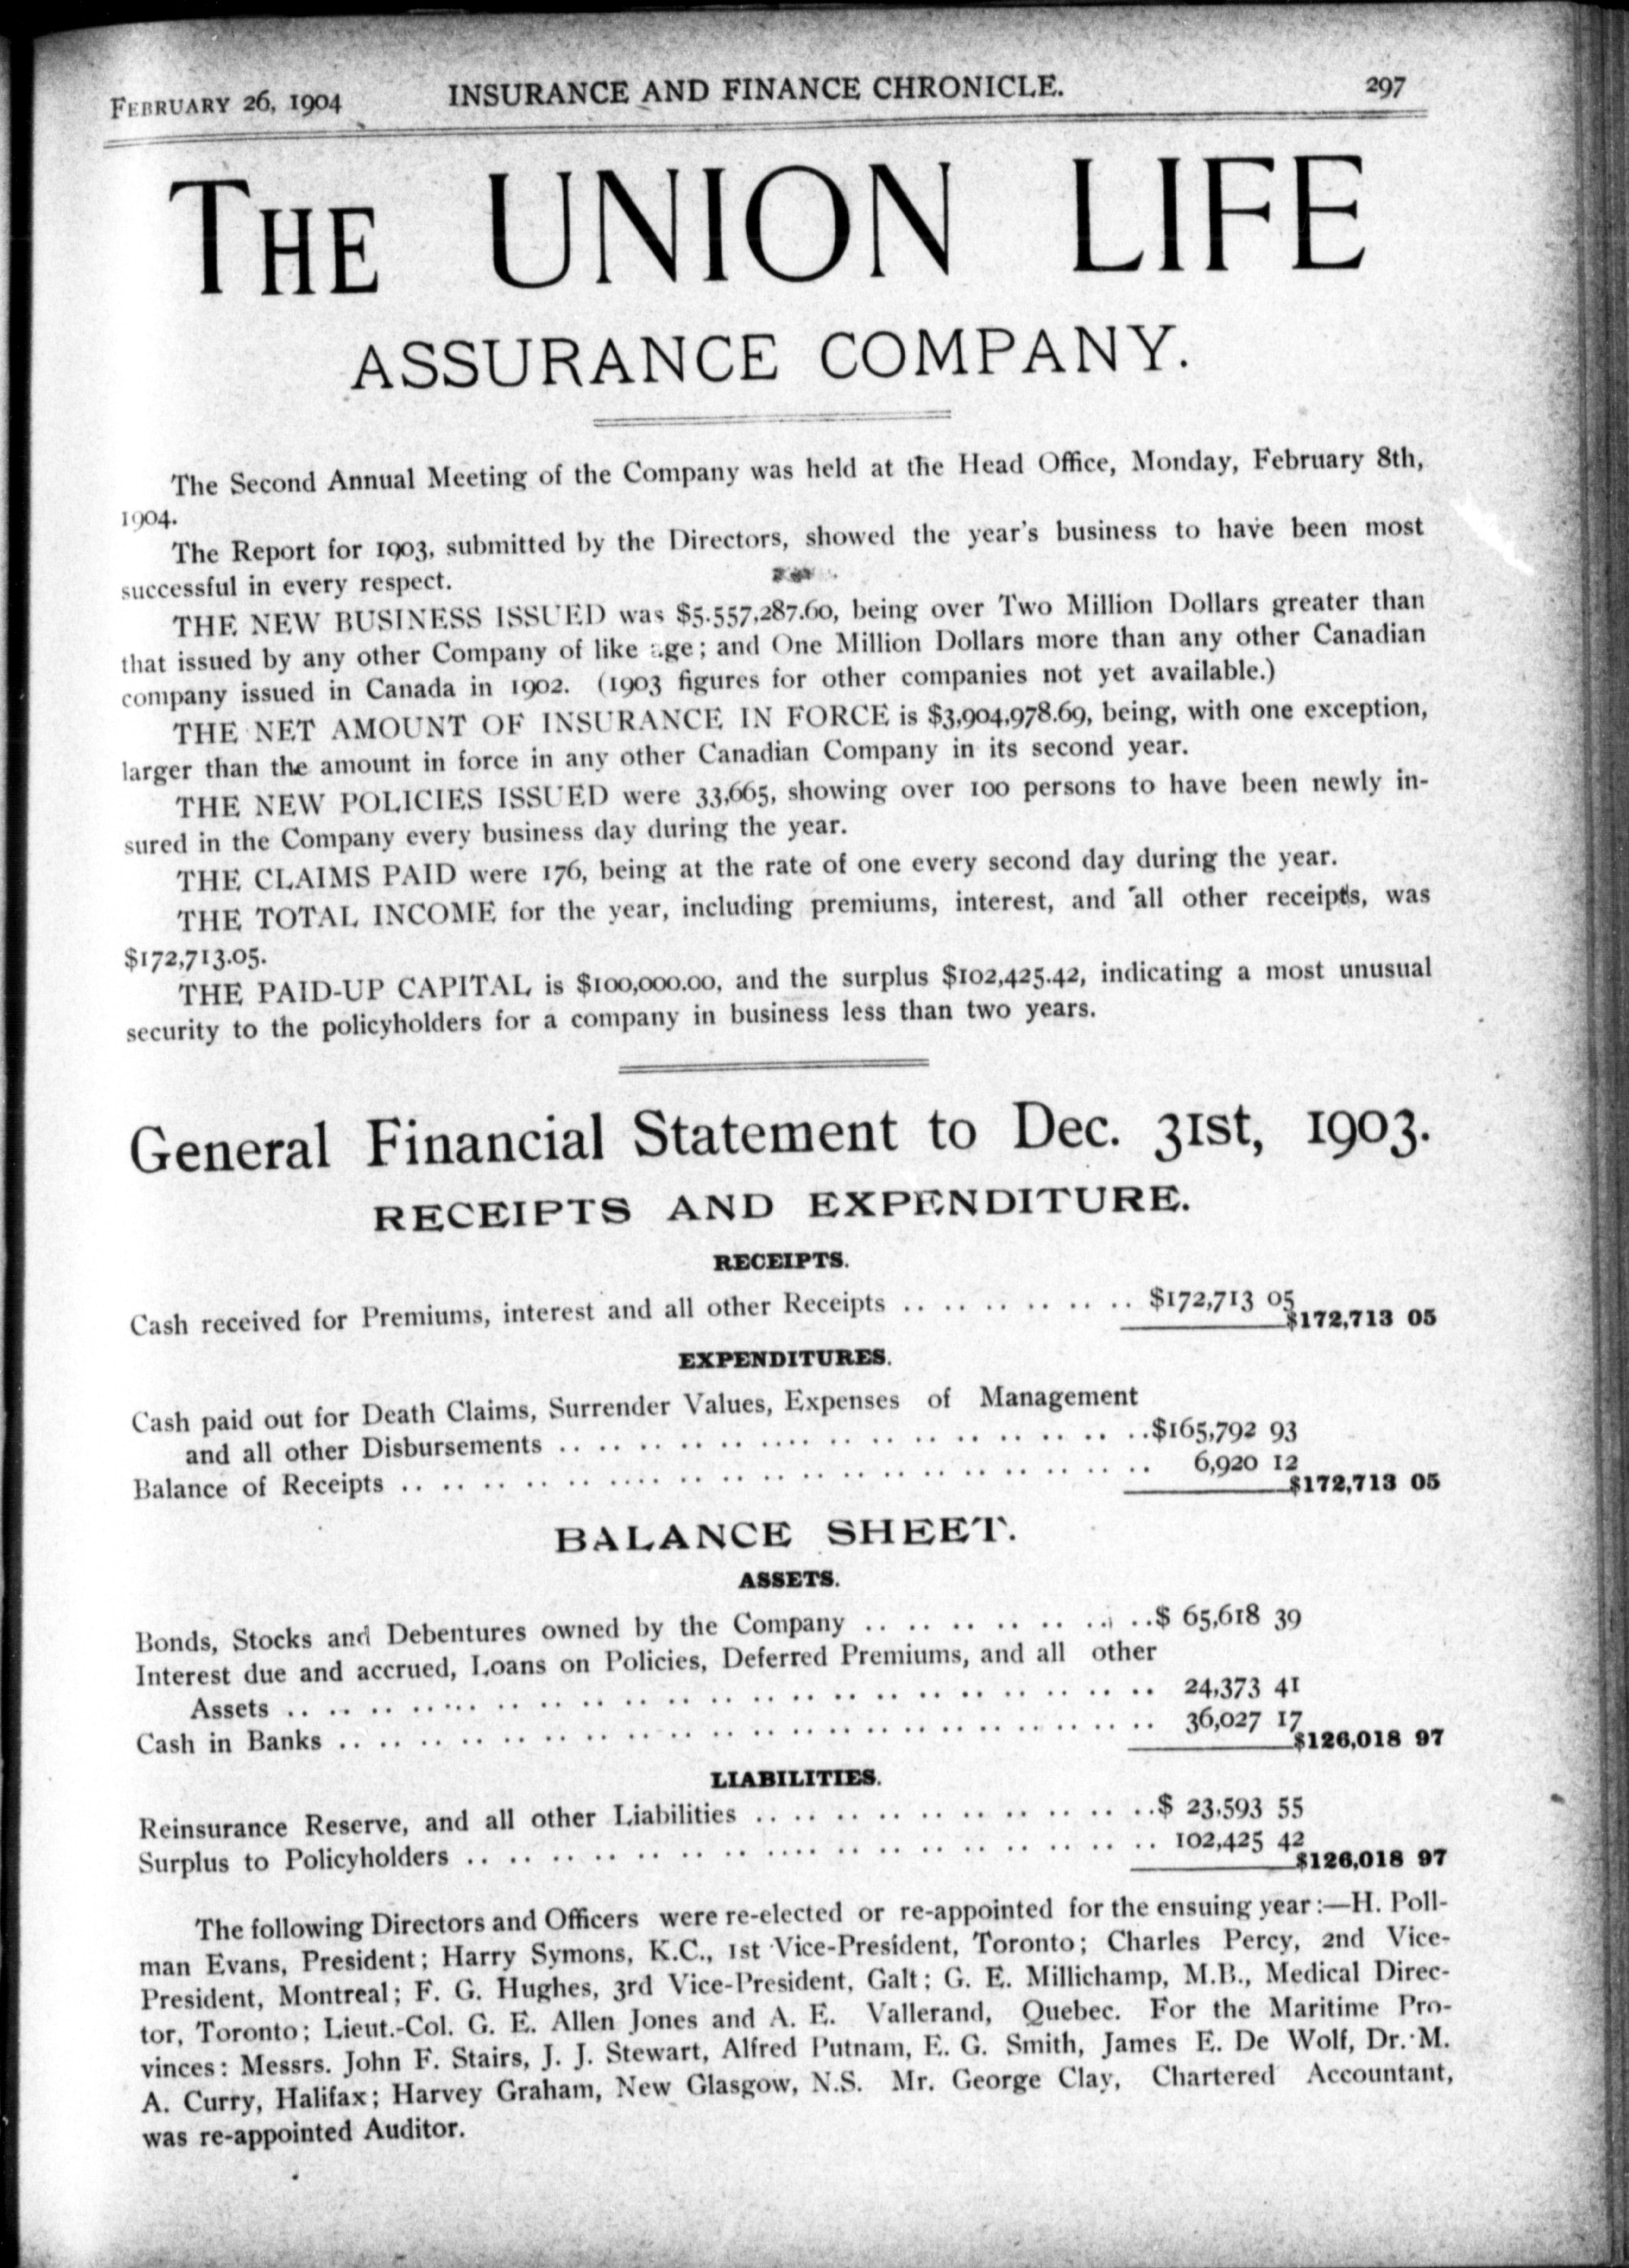 FEBRUARY 26, 1904 INSURANCE AND FINANCE CHRONICLE. 297
THE UNION LIFE
ASSURANCE COMPANY.
The Second Annual Meeting of the Company was held at the Head Office, Monday, February 8th,
1904.
The Report for 1903, submitted by the Directors, showed the year's business to have been most
successful in every respect.
THE NEW BUSINESS ISSUED was $5.557,287.60, being over Two Million Dollars greater than
that issued by any other Company of like age; and One Million Dollars more than any other Canadian
company issued in Canada in 1902. (1903 figures for other companies not yet available.)
THE NET AMOUNT OF INSURANCE IN FORCE is $3,904,978.69, being, with one exception,
larger than the amount in force in any other Canadian Company in its second year.
THE NEW POLICIES ISSUED were 33,665, showing over 100 persons to have been newly in-
sured in the Company every business day during the year.
THE CLAIMS PAID were 176, being at the rate of one every second day during the year.
THE TOTAL INCOME for the year, including premiums, interest, and all other receipts, was
$172,713.05.
THE PAID-UP CAPITAL is $100,000.00, and the surplus $102,425.42, indicating a most unusual
security to the policyholders for a company in business less than two years.
General Financial Statement to Dec. 31st, 1903.
RECEIPTS AND EXPENDITURE.
RECEIPTS.
Cash received for Premiums, interest and all other Receipts .. .. .. .. .. .. $172,713 05
$172,713 05
EXPENDITURES.
Cash paid out for Death Claims, Surrender Values, Expenses of Management
and all other Disbursements .. .. .. .. .. .. .. .. .. .. .. .. .. .. ..$165,792 93
Balance of Receipts .. .. .. .. .. .. .. .. .. .. .. .. .. .. .. .. .. .. 6,920 12
$172,713 05
BALANCE SHEET.
ASSETS.
Bonds, Stocks and Debentures owned by the Company .. .. .. .. .. .. ..$ 65,618 39
Interest due and accrued, Loans on Policies, Deferred Premiums, and all other
Assets .. .. .. .. .. .. .. .. .. .. .. .. .. .. .. .. .. .. .. .. .. 24,373 41
Cash in Banks .. .. .. .. .. .. .. .. .. .. .. .. .. .. .. .. .. .. .. .. 36,027 17
$126,018 97
LIABILITIES.
Reinsurance Reserve, and all other Liabilities .. .. .. .. .. .. .. .. .. ..$ 23,593 55
Surplus to Policyholders .. .. .. .. .. .. .. .. .. .. .. .. .. .. .. .. .. 102,425 42
$126,018 97
The following Directors and Officers were re-elected or re-appointed for the ensuing year:—H. Poll-
man Evans, President; Harry Symons, K.C., 1st Vice-President, Toronto; Charles Percy, 2nd Vice-
President, Montreal; F. G. Hughes, 3rd Vice-President, Galt; G. E. Millichamp, M.B., Medical Direc-
tor, Toronto; Lieut.-Col. G. E. Allen Jones and A. E. Vallerand, Quebec. For the Maritime Pro-
vinces: Messrs. John F. Stairs, J. J. Stewart, Alfred Putnam, E. G. Smith, James E. De Wolf, Dr. M.
A. Curry, Halifax; Harvey Graham, New Glasgow, N.S. Mr. George Clay, Chartered Accountant,
was re-appointed Auditor.